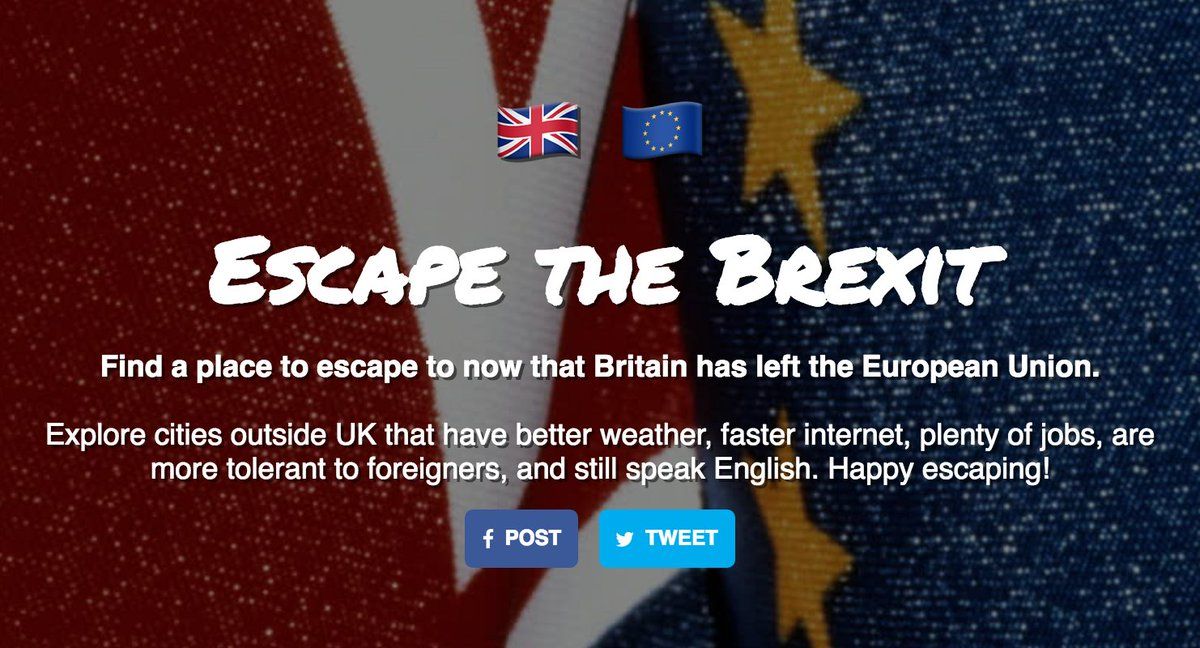 Escape the Brexit
Find a place to escape to now that Britain has left the European Union.
Explore cities outside UK that have better weather, faster internet, plenty of jobs, are
more tolerant to foreigners, and still speak English. Happy escaping!
POST TWEET